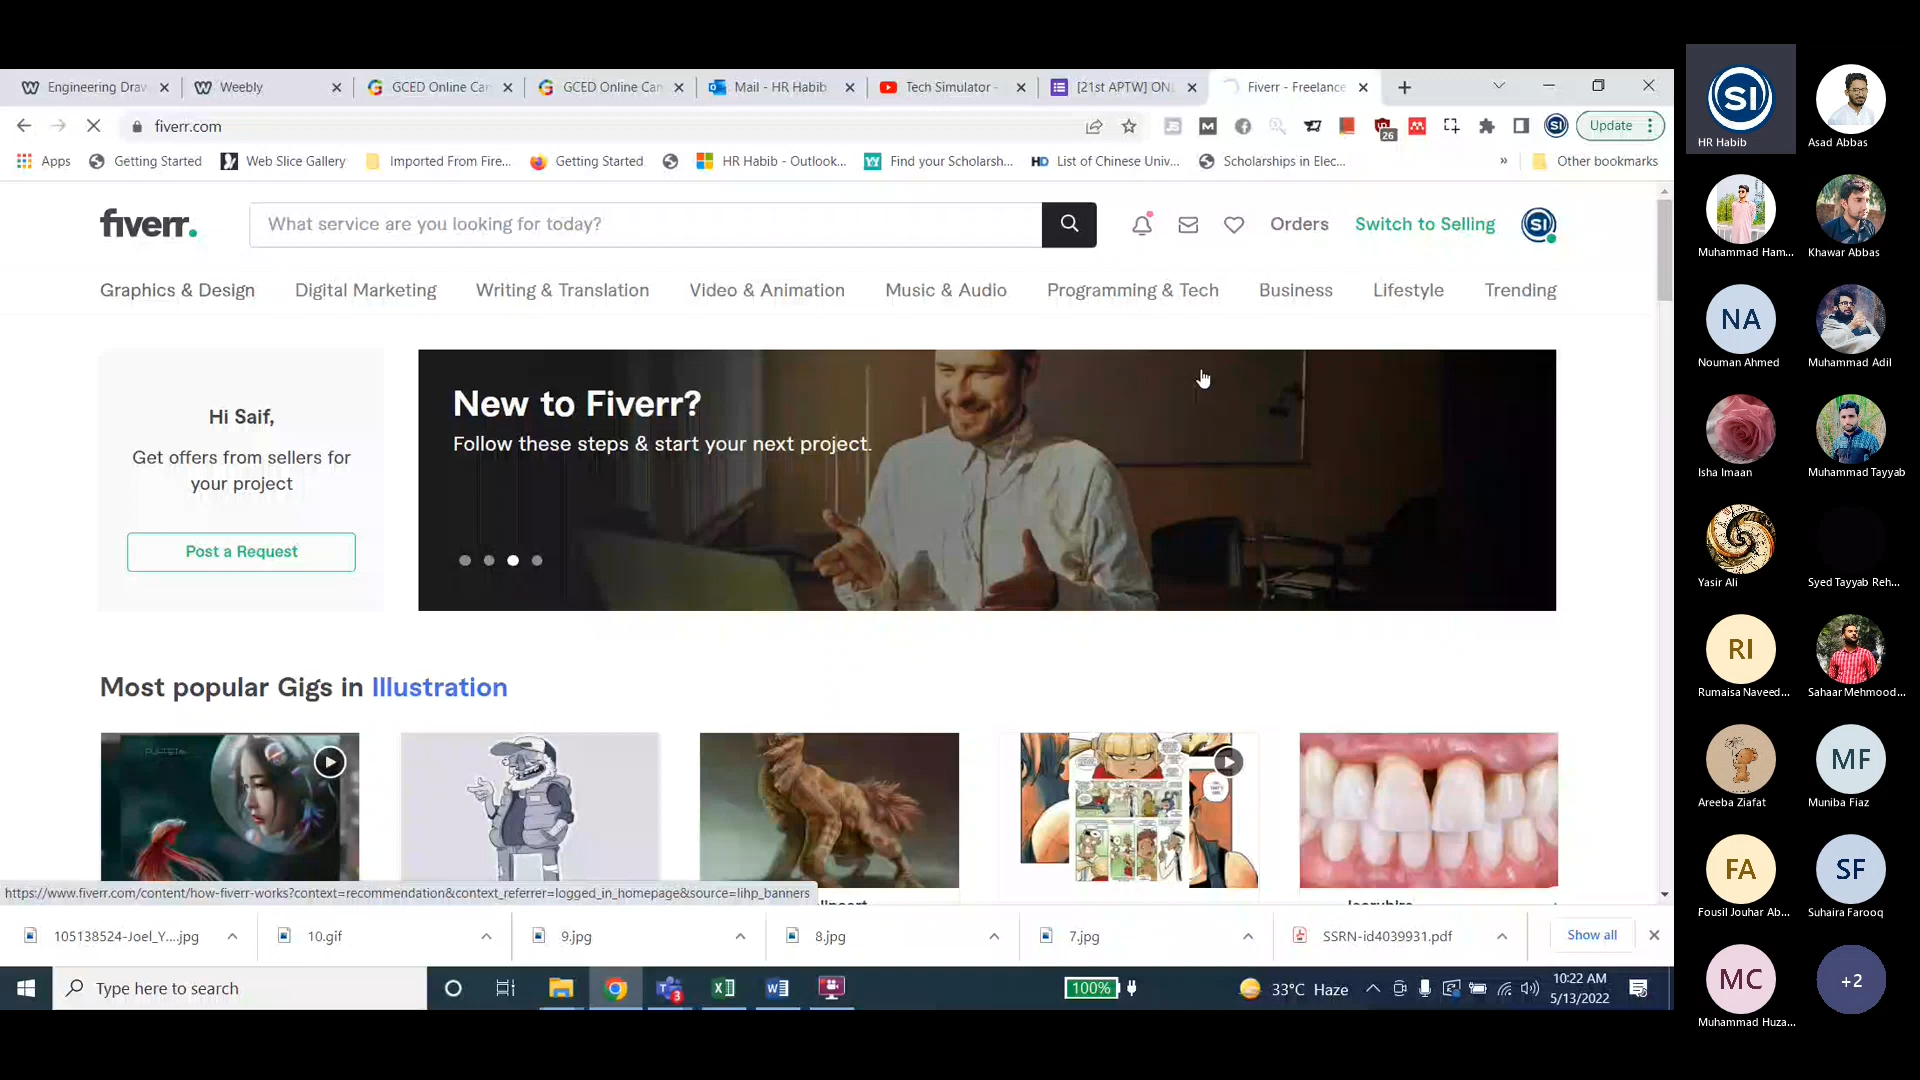 Engineering Drav
Weebly
GCED Online Car
GCED Online Can
Mail - HR Habib
Tech Simulator -
[21st APTW] ONL
Fiverr - Freelance
fiverr.com
26
Update
Apps
Getting Started
Web Slice Gallery
Imported From Fire...
Getting Started
HR Habib - Outlook...
Find your Scholarsh...
HD List of Chinese Univ...
Scholarships in Elec...
»
Other bookmarks
fiverr.
What service are you looking for today?
Orders
Switch to Selling
SI
Graphics & Design
Digital Marketing
Writing & Translation
Video & Animation
Music & Audio
Programming & Tech
Business
Lifestyle
Trending
Hi Saif,
Get offers from sellers for
your project
Post a Request
New to Fiverr?
Follow these steps & start your next project.
Most popular Gigs in Illustration
https://www.fiverr.com/content/how-fiverr-works?context=recommendation&context_referrer=logged_in_homepage&source=lihp_banners
105138524-Joel_Y....jpg
10.gif
9.jpg
8.jpg
7.jpg
SSRN-id4039931.pdf
Show all
Type here to search
3
100%
33°C Haze
10:22 AM
5/13/2022
SI
HR Habib
Asad Abbas
Muhammad Ham...
Khawar Abbas
NA
Nouman Ahmed
Muhammad Adil
Isha Imaan
Muhammad Tayyab
Yasir Ali
Syed Tayyab Reh...
RI
Rumaisa Naveed...
Sahaar Mehmood...
Areeba Ziafat
MF
Muniba Fiaz
FA
Fousil Jouhar Ab...
SF
Suhaira Farooq
MC
Muhammad Huza...
+2